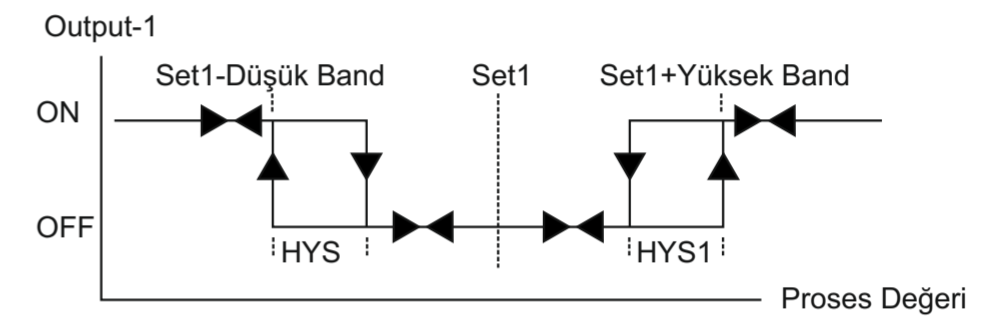 Output-1
Set1-Düşük Band
Set1
Set1+Yüksek Band
ON
OFF
HYS
HYS1
Proses Değeri